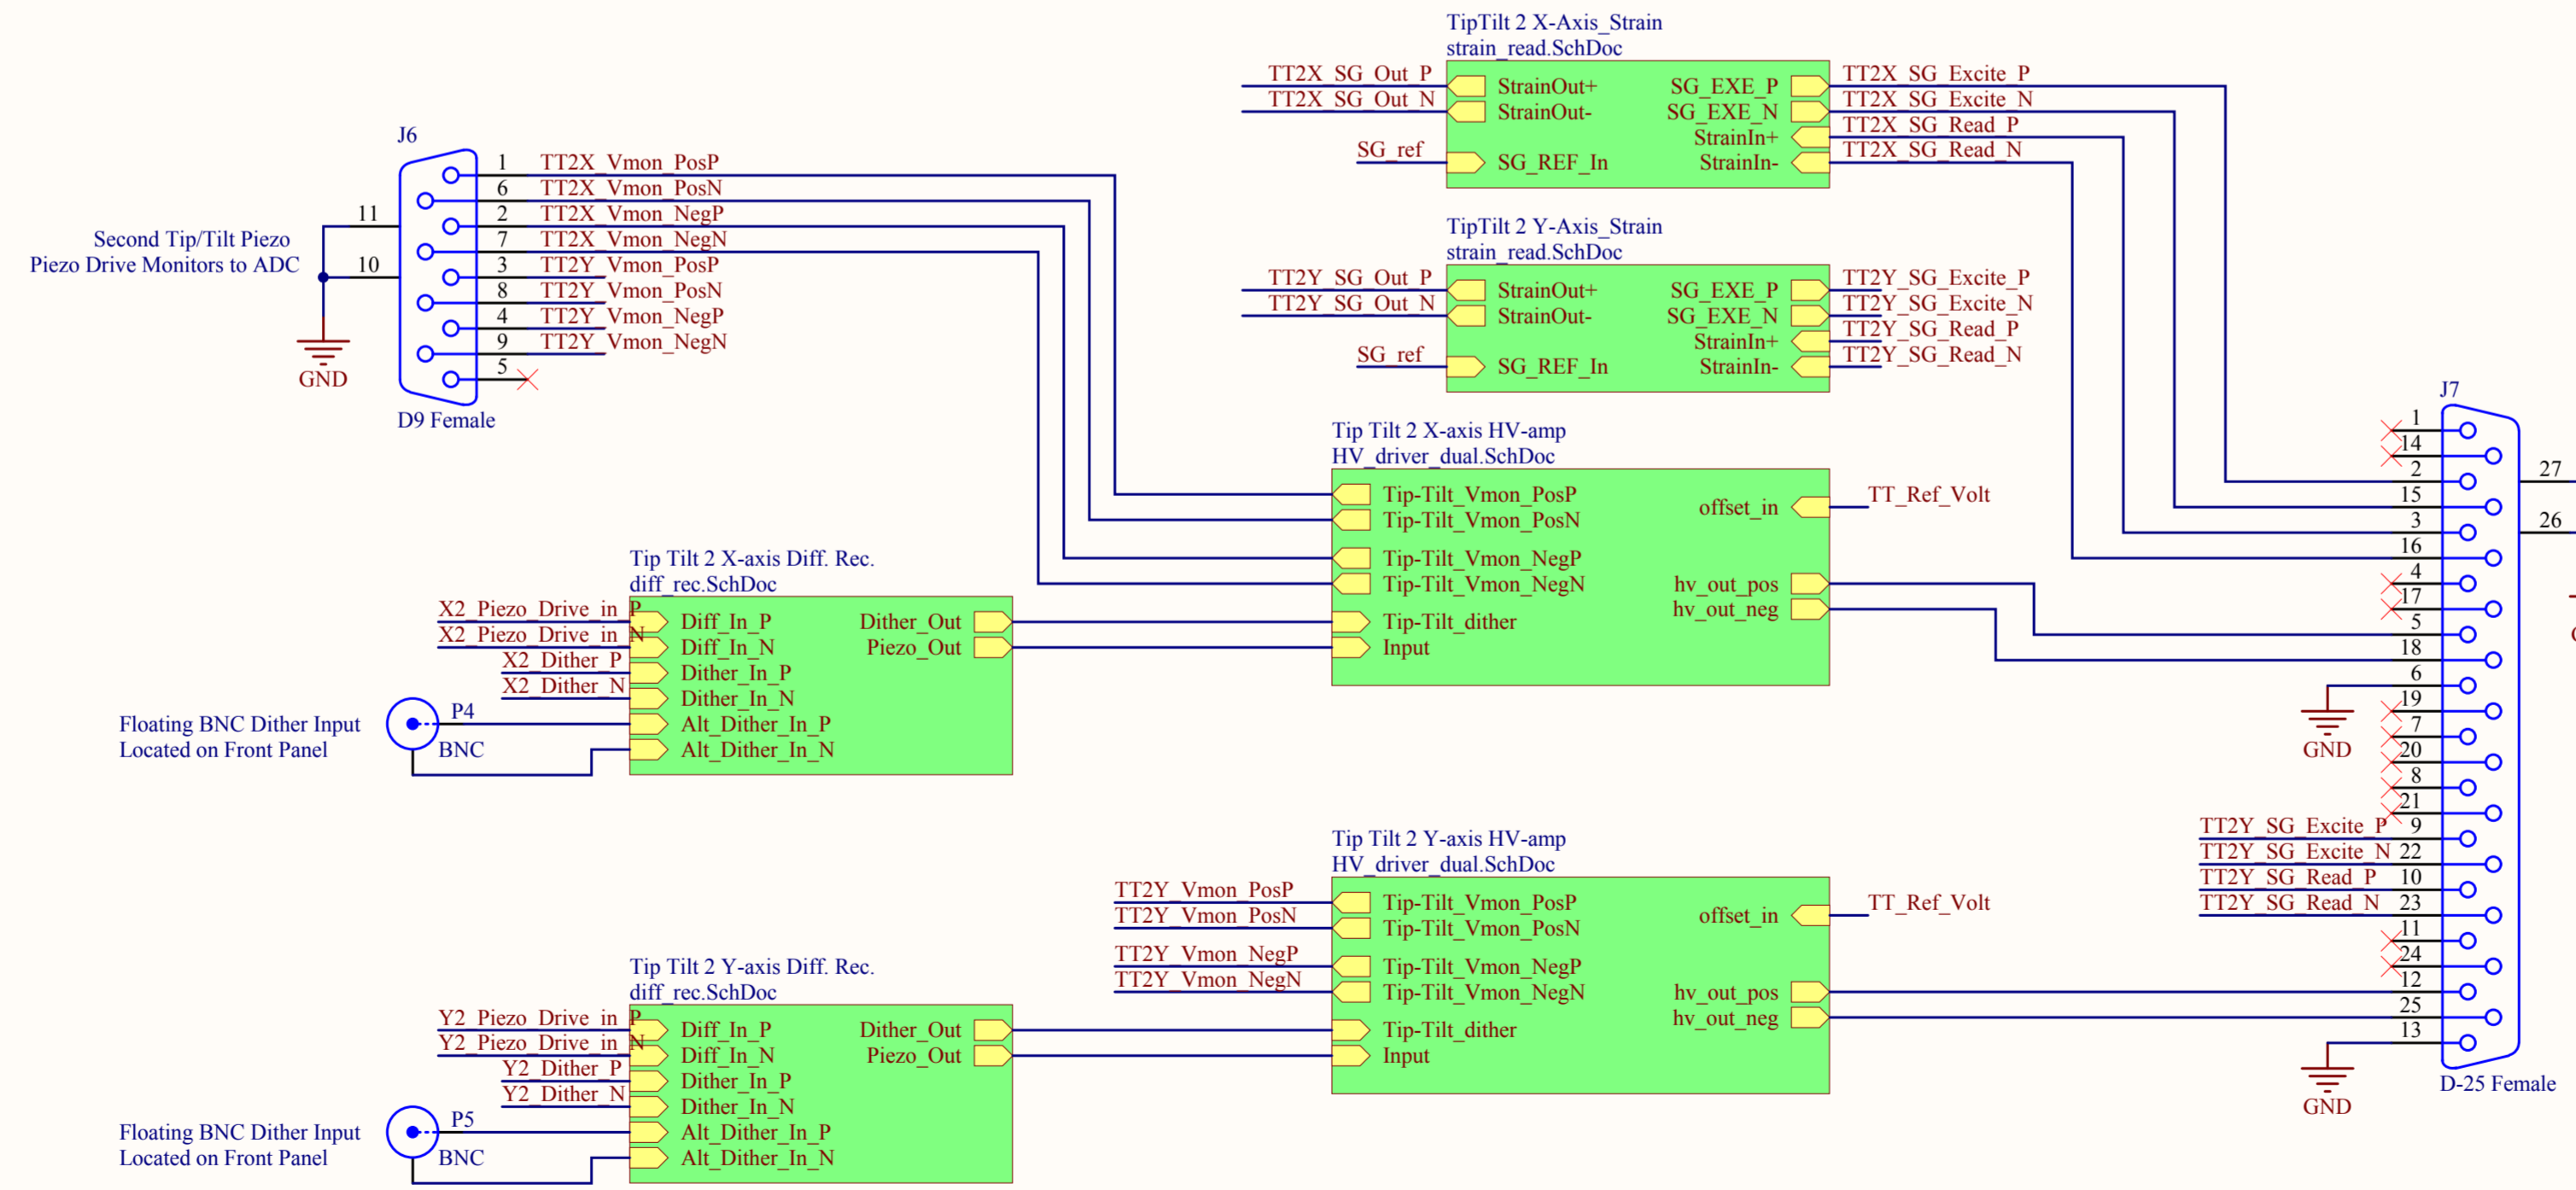 TipTilt 2 X-Axis_Strain
strain_read.SchDoc
TT2X_SG_Out_P
TT2X_SG_Out_N
SG_ref
StrainOut+
StrainOut-
SG_REF_In
SG_EXE_P
SG_EXE_N
StrainIn+
StrainIn-
TT2X_SG_Excite_P
TT2X_SG_Excite_N
TT2X_SG_Read_P
TT2X_SG_Read_N
J6
1 TT2X_Vmon_PosP
6 TT2X_Vmon_PosN
2 TT2X_Vmon_NegP
7 TT2X_Vmon_NegN
3 TT2Y_Vmon_PosP
8 TT2Y_Vmon_PosN
4 TT2Y_Vmon_NegP
9 TT2Y_Vmon_NegN
5
11
10
Second Tip/Tilt Piezo
Piezo Drive Monitors to ADC
GND
D9 Female
TipTilt 2 Y-Axis_Strain
strain_read.SchDoc
TT2Y_SG_Out_P
TT2Y_SG_Out_N
SG_ref
StrainOut+
StrainOut-
SG_REF_In
SG_EXE_P
SG_EXE_N
StrainIn+
StrainIn-
TT2Y_SG_Excite_P
TT2Y_SG_Excite_N
TT2Y_SG_Read_P
TT2Y_SG_Read_N
Tip Tilt 2 X-axis HV-amp
HV_driver_dual.SchDoc
Tip-Tilt_Vmon_PosP
Tip-Tilt_Vmon_PosN
Tip-Tilt_Vmon_NegP
Tip-Tilt_Vmon_NegN
Tip-Tilt_dither
Input
offset_in
hv_out_pos
hv_out_neg
TT_Ref_Volt
Tip Tilt 2 X-axis Diff. Rec.
diff_rec.SchDoc
X2_Piezo_Drive_in_P
X2_Piezo_Drive_in_N
X2_Dither_P
X2_Dither_N
Diff_In_P
Diff_In_N
Dither_In_P
Dither_In_N
Alt_Dither_In_P
Alt_Dither_In_N
Dither_Out
Piezo_Out
Floating BNC Dither Input
Located on Front Panel
P4
BNC
Tip Tilt 2 Y-axis HV-amp
HV_driver_dual.SchDoc
TT2Y_Vmon_PosP
TT2Y_Vmon_PosN
TT2Y_Vmon_NegP
TT2Y_Vmon_NegN
Tip-Tilt_Vmon_PosP
Tip-Tilt_Vmon_PosN
Tip-Tilt_Vmon_NegP
Tip-Tilt_Vmon_NegN
Tip-Tilt_dither
Input
offset_in
hv_out_pos
hv_out_neg
TT_Ref_Volt
Tip Tilt 2 Y-axis Diff. Rec.
diff_rec.SchDoc
Y2_Piezo_Drive_in_P
Y2_Piezo_Drive_in_N
Y2_Dither_P
Y2_Dither_N
Diff_In_P
Diff_In_N
Dither_In_P
Dither_In_N
Alt_Dither_In_P
Alt_Dither_In_N
Dither_Out
Piezo_Out
Floating BNC Dither Input
Located on Front Panel
P5
BNC
J7
1
14
2
15
3
16
4
17
5
18
6
19
7
20
8
21
TT2Y_SG_Excite_P 9
TT2Y_SG_Excite_N 22
TT2Y_SG_Read_P 10
TT2Y_SG_Read_N 23
11
24
12
25
13
27
26
GND
GND
D-25 Female